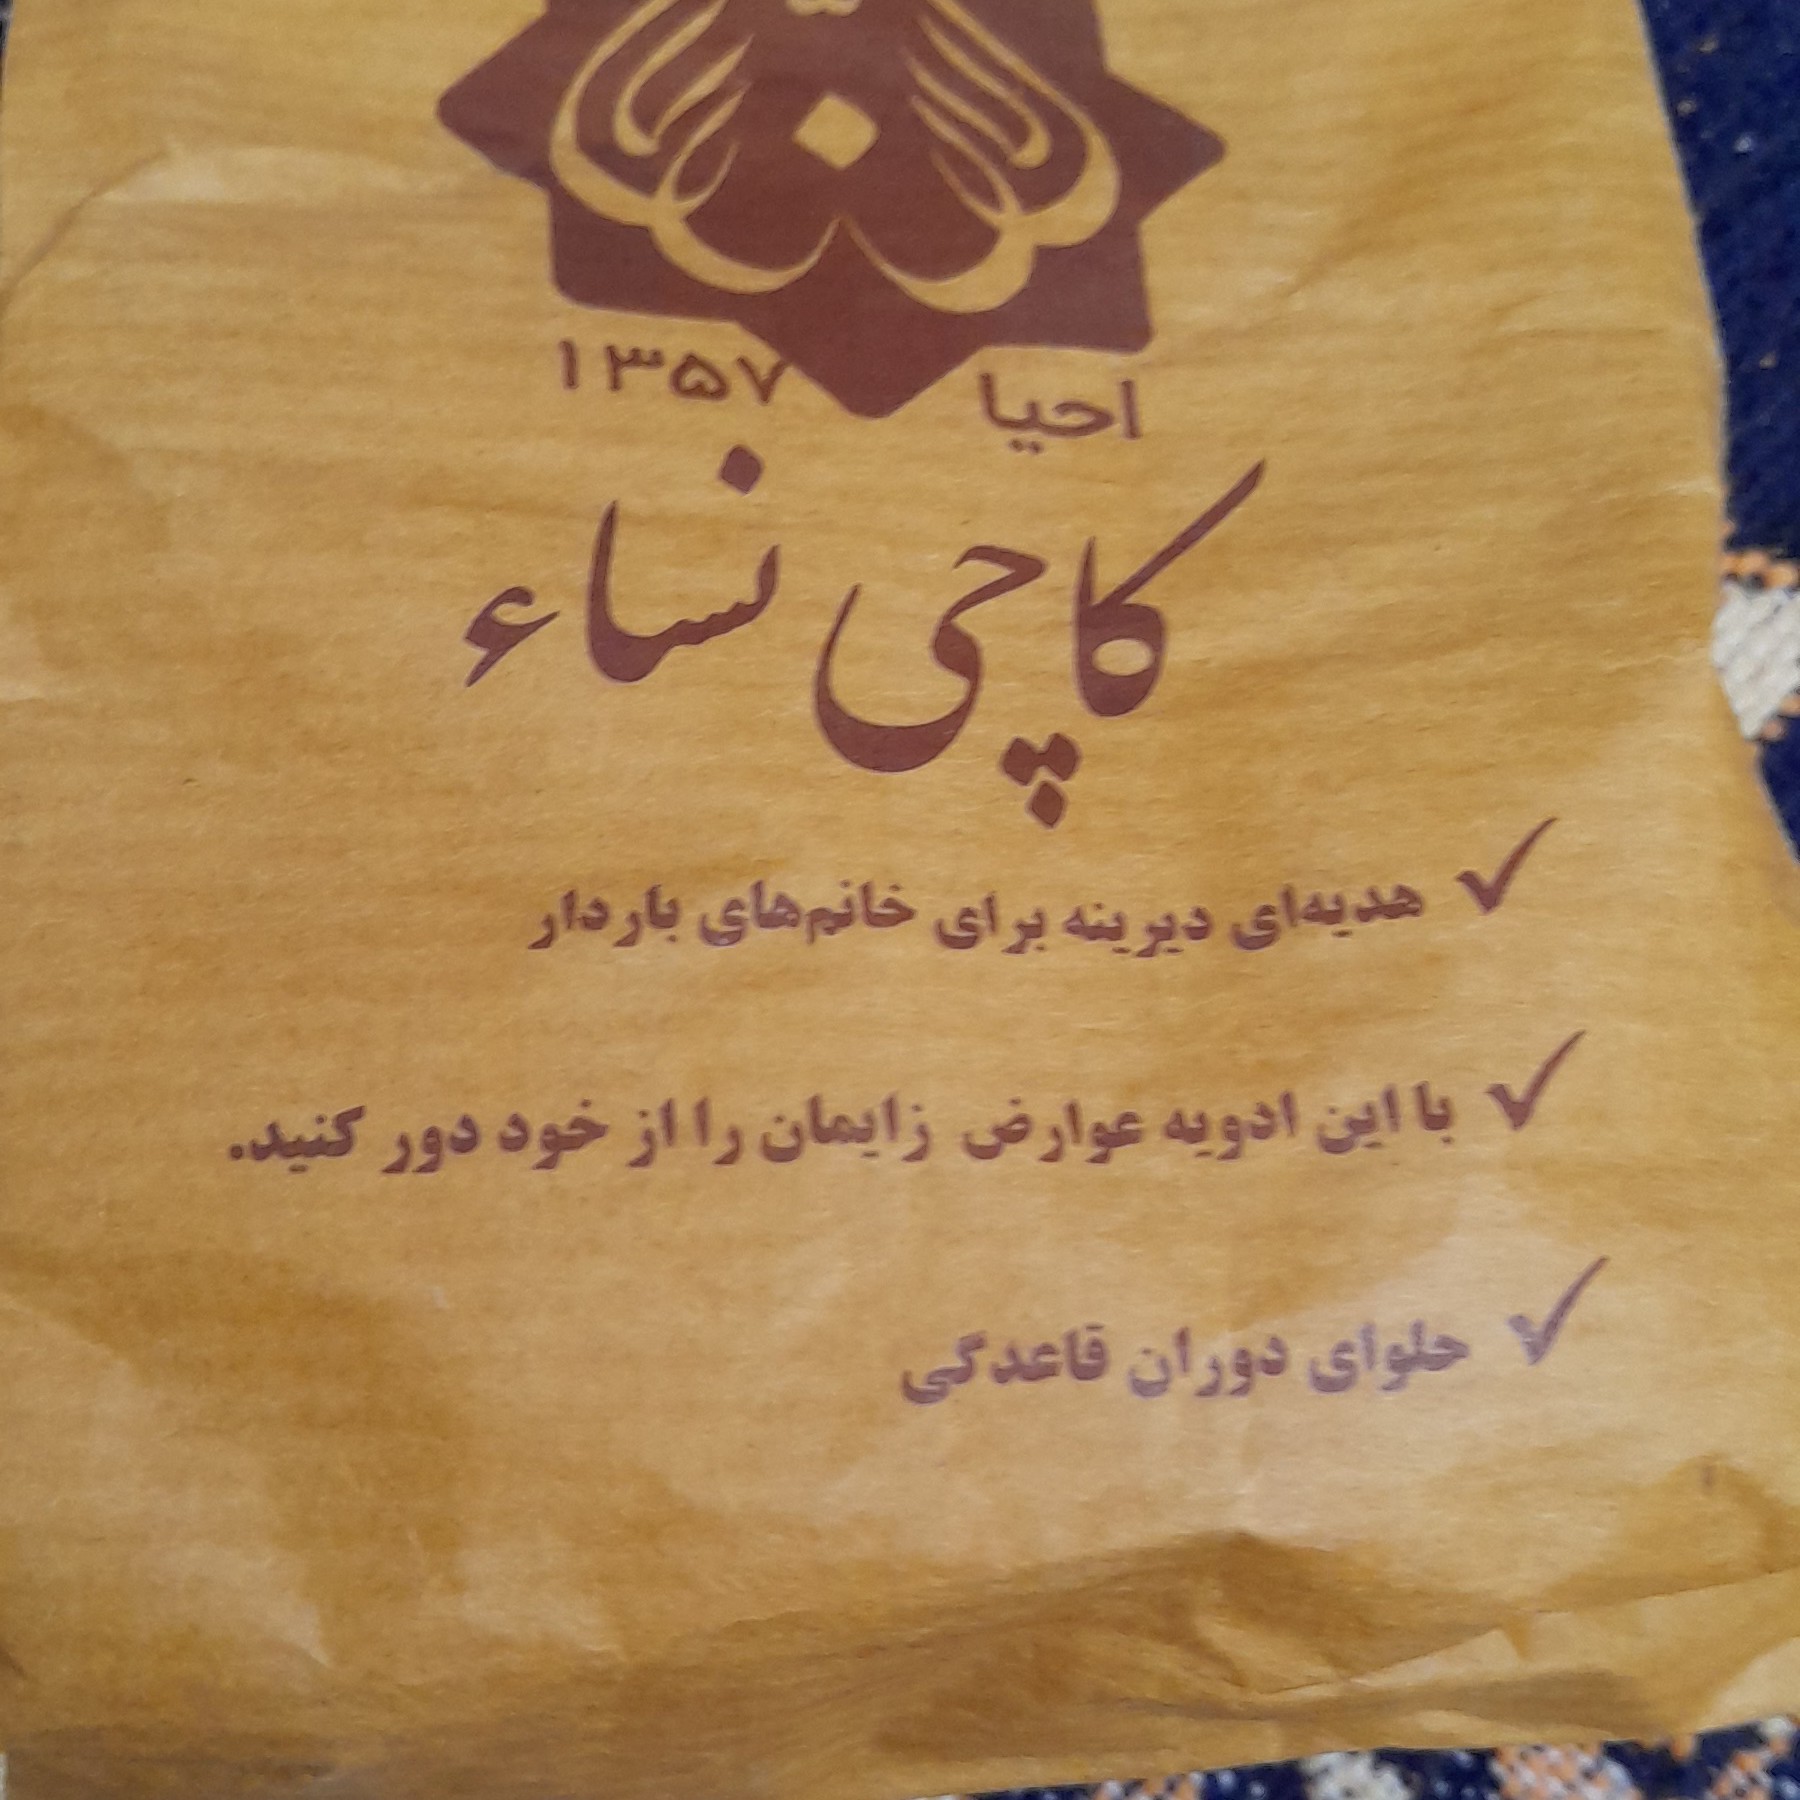 احیا ۱۳۵۷
کاچی نساء
✓ هدیه‌ای دیرینه برای خانم‌های باردار
✓ با این ادویه عوارض زایمان را از خود دور کنید.
✓ حلوای دوران قاعدگی